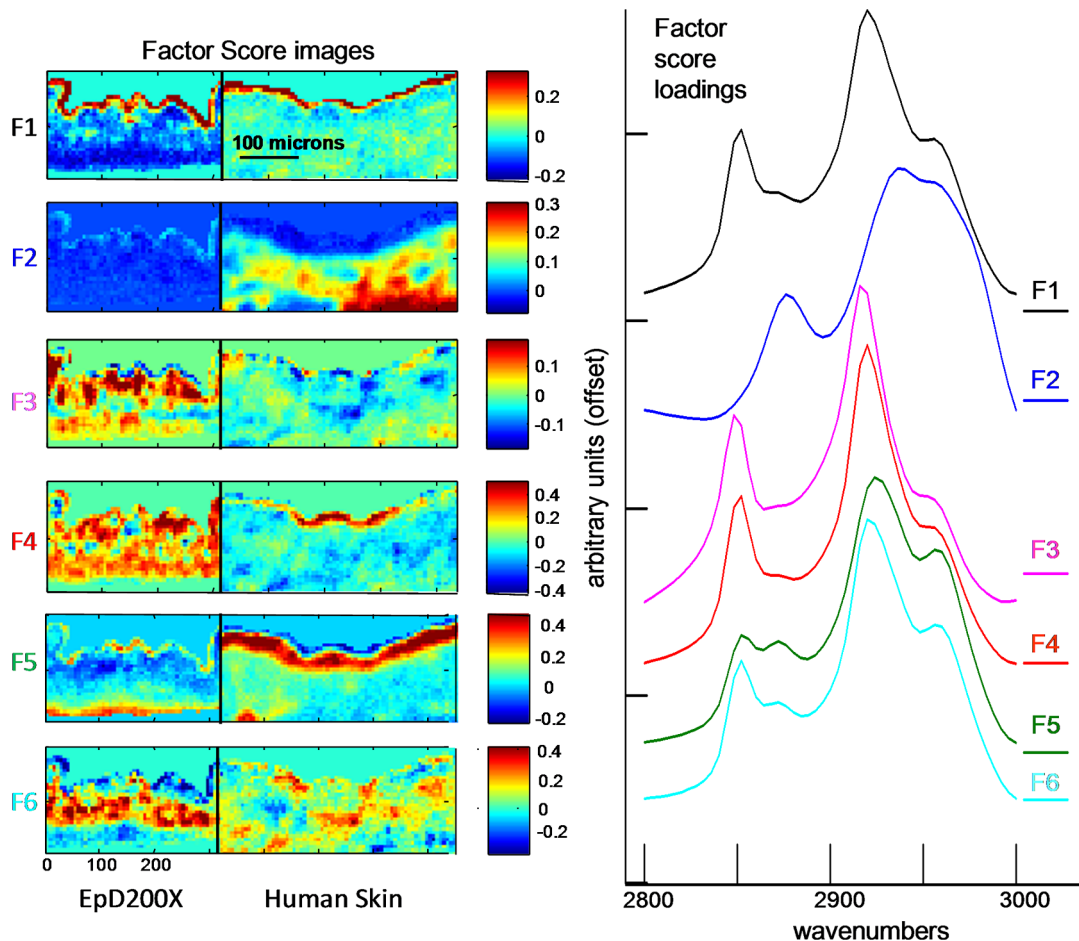 Factor Score images
F1
100 microns
0.2
0
-0.2
F2
0.3
0.2
0.1
0
F3
0.1
0
-0.1
F4
0.4
0.2
0
-0.2
-0.4
F5
0.4
0.2
0
-0.2
F6
0.4
0.2
0
-0.2
0 100 200
EpD200X Human Skin
Factor
score
loadings
arbitrary units (offset)
F1
F2
F3
F4
F5
F6
2800 2900 3000
wavenumbers